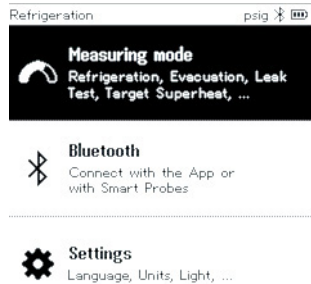 Refrigeration psig
Measuring mode
Refrigeration, Evacuation, Leak
Test, Target Superheat, ...
Bluetooth
Connect with the App or
with Smart Probes
Settings
Language, Units, Light, ...